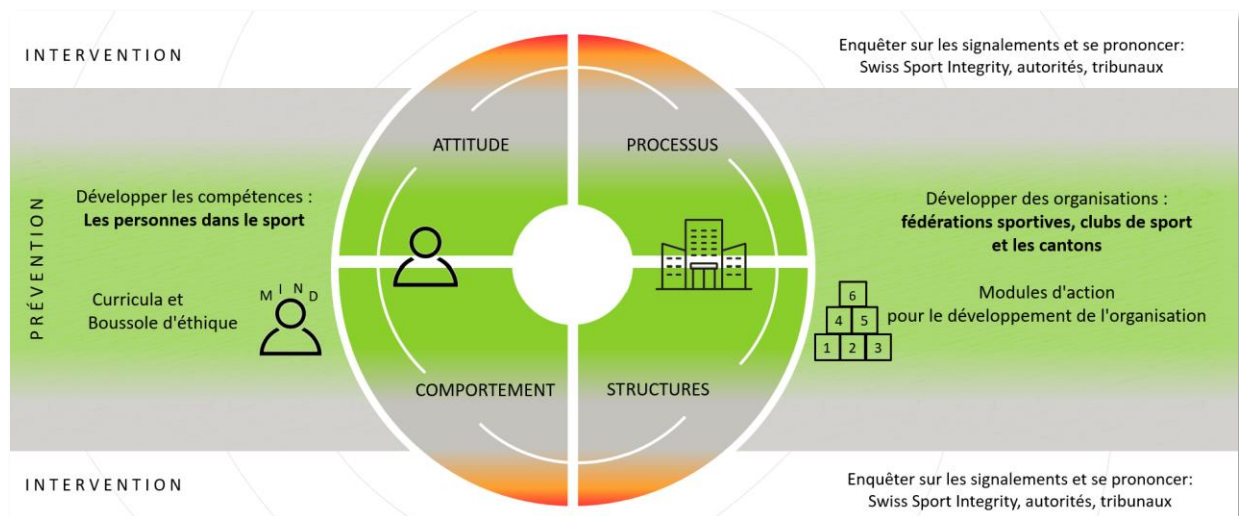 INTERVENTION
Enquêter sur les signalements et se prononcer:
Swiss Sport Integrity, autorités, tribunaux
ATTITUDE
PROCESSUS
PRÉVENTION
Développer les compétences :
Les personnes dans le sport
Développer des organisations :
fédérations sportives, clubs de sport
et les cantons
Curricula et
Boussole d'éthique
MIND
6
4 5
1 2 3
Modules d'action
pour le développement de l'organisation
COMPORTEMENT
STRUCTURES
INTERVENTION
Enquêter sur les signalements et se prononcer:
Swiss Sport Integrity, autorités, tribunaux